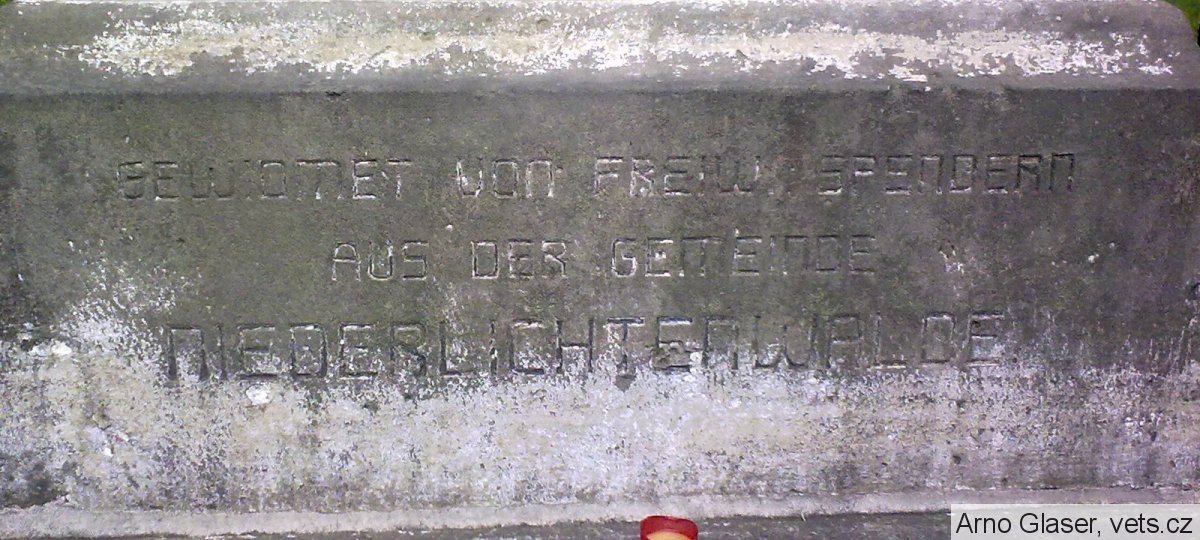 GEWIDMET VON FREIW. SPENDERN
AUS DER GEMEINDE
NIEDERLICHTENWALDE
Arno Glaser, vets.cz